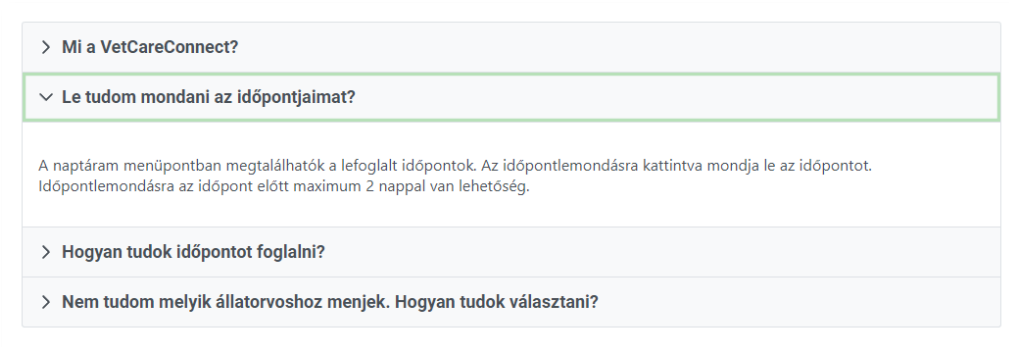 Mi a VetCareConnect?
Le tudom mondani az időpontjaimat?
A naptáram menüpontban megtalálhatók a lefoglalt időpontok. Az időpontlemondásra kattintva mondja le az időpontot.
Időpontlemondásra az időpont előtt maximum 2 nappal van lehetőség.
Hogyan tudok időpontot foglalni?
Nem tudom melyik állatorvoshoz menjek. Hogyan tudok választani?